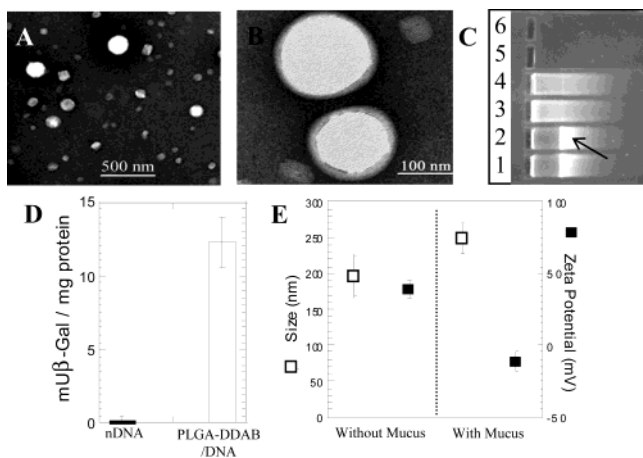 A
500 nm
B
100 nm
C
6
5
4
3
2
1
D
mUβ-Gal / mg protein
15
10
5
0
nDNA
PLGA-DDAB
/DNA
E
Size (nm)
300
250
200
150
100
50
0
Without Mucus
With Mucus
100
50
0
-50
Zeta Potential (mV)